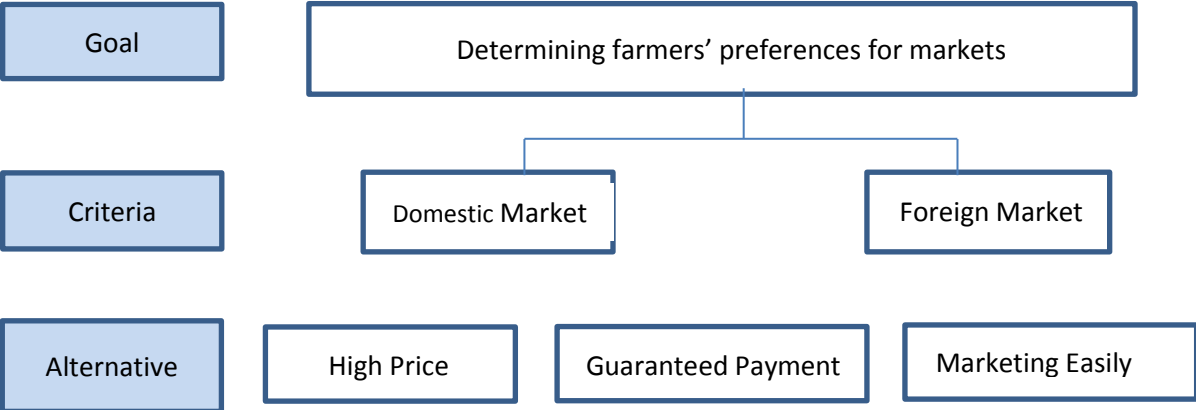 Goal
Determining farmers’ preferences for markets
Criteria
Domestic Market
Foreign Market
Alternative
High Price
Guaranteed Payment
Marketing Easily